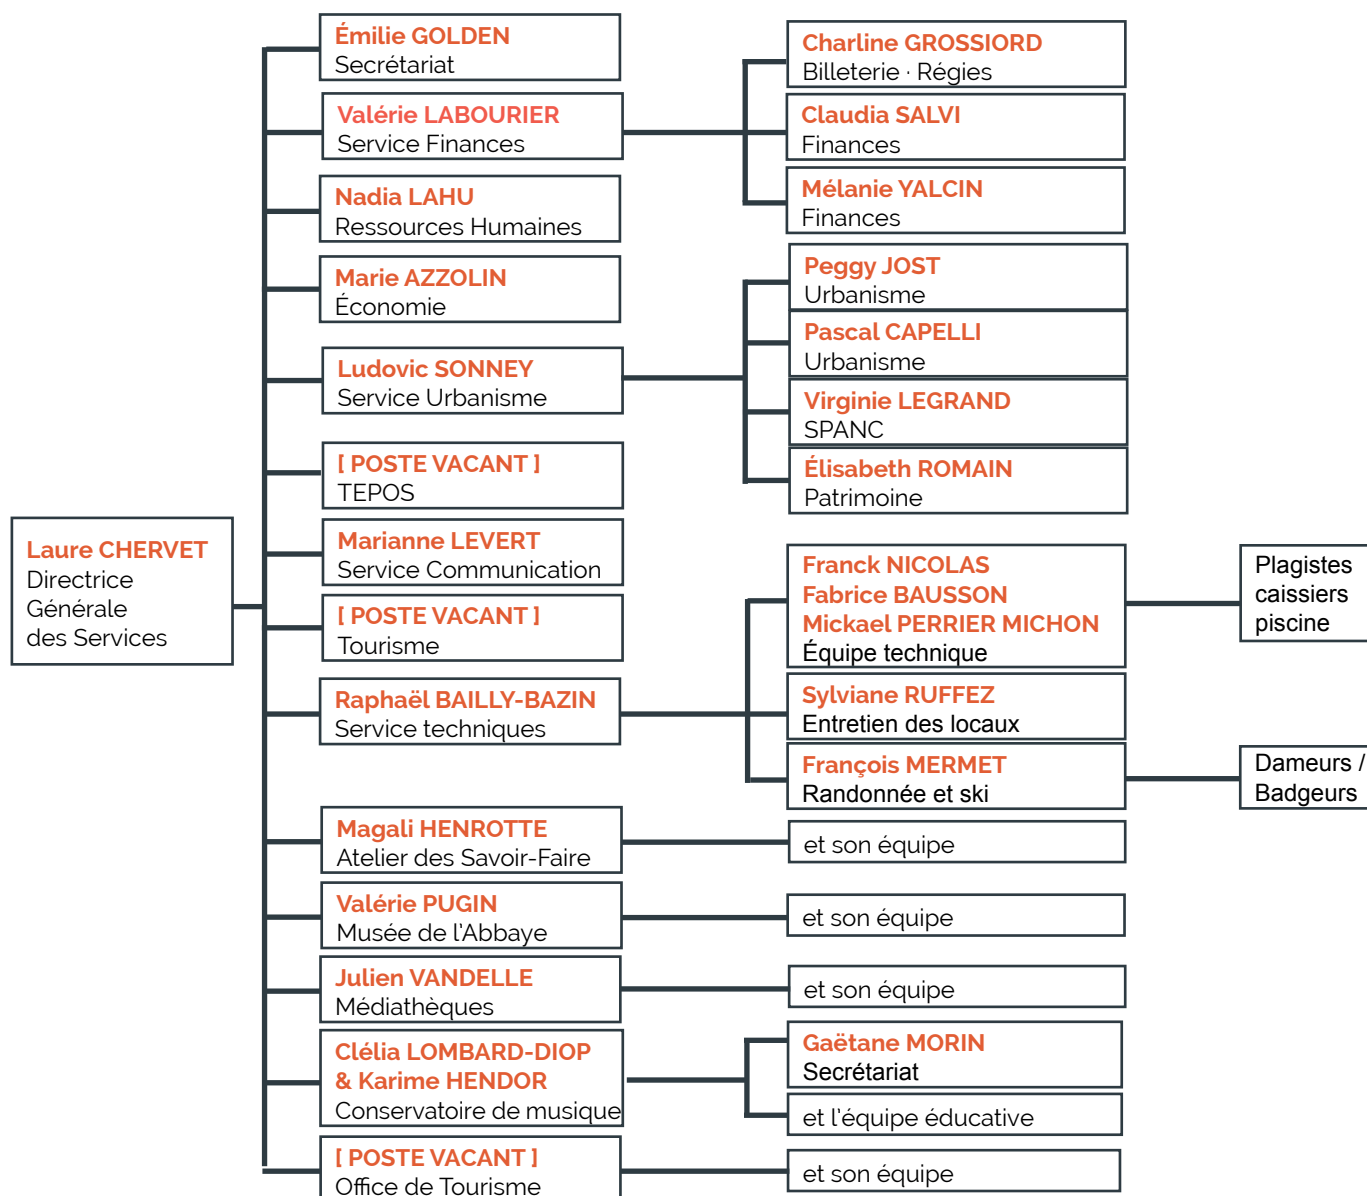 Laure CHERVET
Directrice
Générale
des Services
Émilie GOLDEN
Secrétariat
Valérie LABOURIER
Service Finances
Nadia LAHU
Ressources Humaines
Marie AZZOLIN
Économie
Ludovic SONNEY
Service Urbanisme
[ POSTE VACANT ]
TEPOS
Marianne LEVERT
Service Communication
[ POSTE VACANT ]
Tourisme
Raphaël BAILLY-BAZIN
Service techniques
Magali HENROTTE
Atelier des Savoir-Faire
Valérie PUGIN
Musée de l'Abbaye
Julien VANDELLE
Médiathèques
Clélia LOMBARD-DIOP
& Karime HENDOR
Conservatoire de musique
[ POSTE VACANT ]
Office de Tourisme
Charline GROSSIORD
Billeterie · Régies
Claudia SALVI
Finances
Mélanie YALCIN
Finances
Peggy JOST
Urbanisme
Pascal CAPELLI
Urbanisme
Virginie LEGRAND
SPANC
Élisabeth ROMAIN
Patrimoine
Franck NICOLAS
Fabrice BAUSSON
Mickael PERRIER MICHON
Équipe technique
Sylviane RUFFEZ
Entretien des locaux
François MERMET
Randonnée et ski
et son équipe
et son équipe
et son équipe
Gaëtane MORIN
Secrétariat
et l'équipe éducative
et son équipe
Plagistes
caissiers
piscine
Dameurs /
Badgeurs